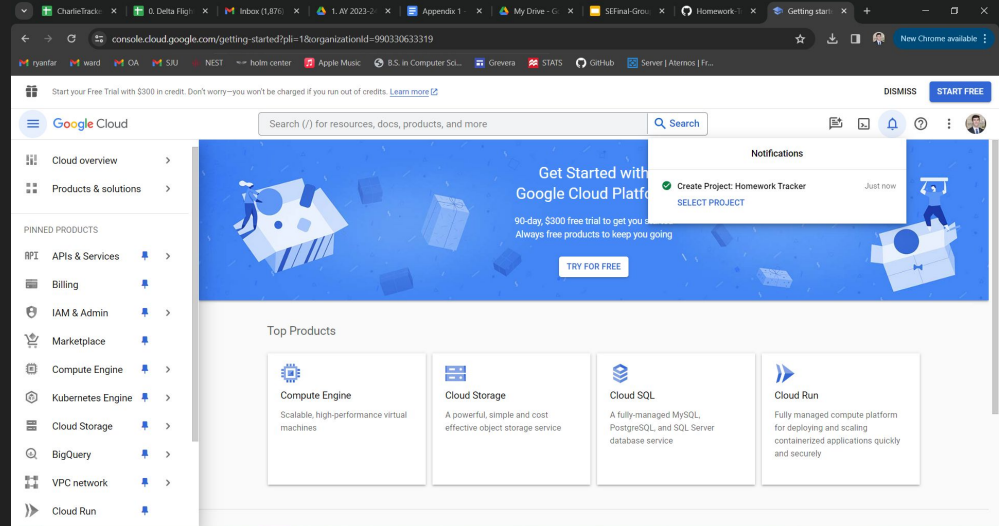 CharlieTracke
0. Delta Fligh
Inbox (1,876)
1. AY 2023-24
Appendix 1 -
My Drive - Go
SEFinal-Grou
Homework-T
Getting starte
console.cloud.google.com/getting-started?pli=1&organizationId=990330633319
New Chrome available
ryanfar
ward
OA
SJU
NEST
holm center
Apple Music
B.S. in Computer Sci...
Grevera
STATS
GitHub
Server | Aternos | Fr...
Start your Free Trial with $300 in credit. Don't worry—you won't be charged if you run out of credits. Learn more
DISMISS
START FREE
Google Cloud
Search (/) for resources, docs, products, and more
Search
Cloud overview
Products & solutions
PINNED PRODUCTS
API APIs & Services
Billing
IAM & Admin
Marketplace
Compute Engine
Kubernetes Engine
Cloud Storage
BigQuery
VPC network
Cloud Run
Get Started with
Google Cloud Platfo
90-day, $300 free trial to get you s
Always free products to keep you going
TRY FOR FREE
Notifications
Create Project: Homework Tracker
Just now
SELECT PROJECT
Top Products
Compute Engine
Scalable, high-performance virtual
machines
Cloud Storage
A powerful, simple and cost
effective object storage service
Cloud SQL
A fully-managed MySQL,
PostgreSQL, and SQL Server
database service
Cloud Run
Fully managed compute platform
for deploying and scaling
containerized applications quickly
and securely